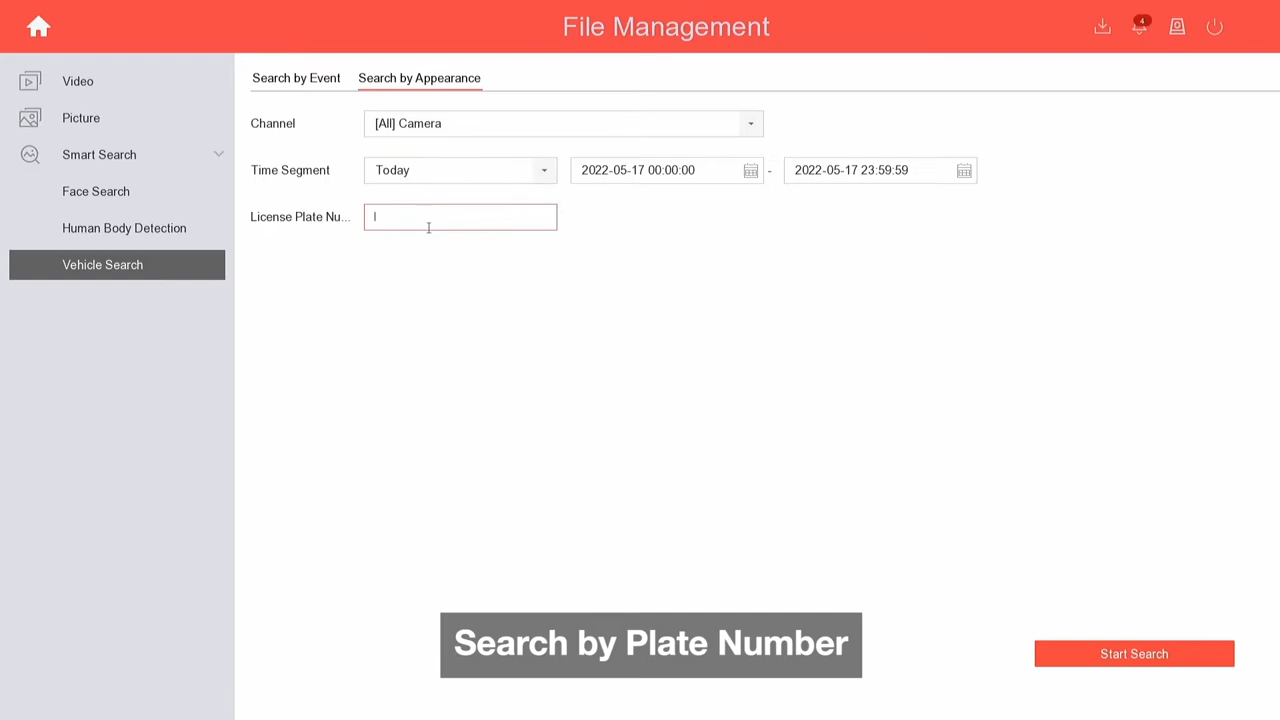 File Management
4
Video
Picture
Smart Search
Face Search
Human Body Detection
Vehicle Search
Search by Event Search by Appearance
Channel [All] Camera
Time Segment Today 2022-05-17 00:00:00 - 2022-05-17 23:59:59
License Plate Nu...
Search by Plate Number
Start Search